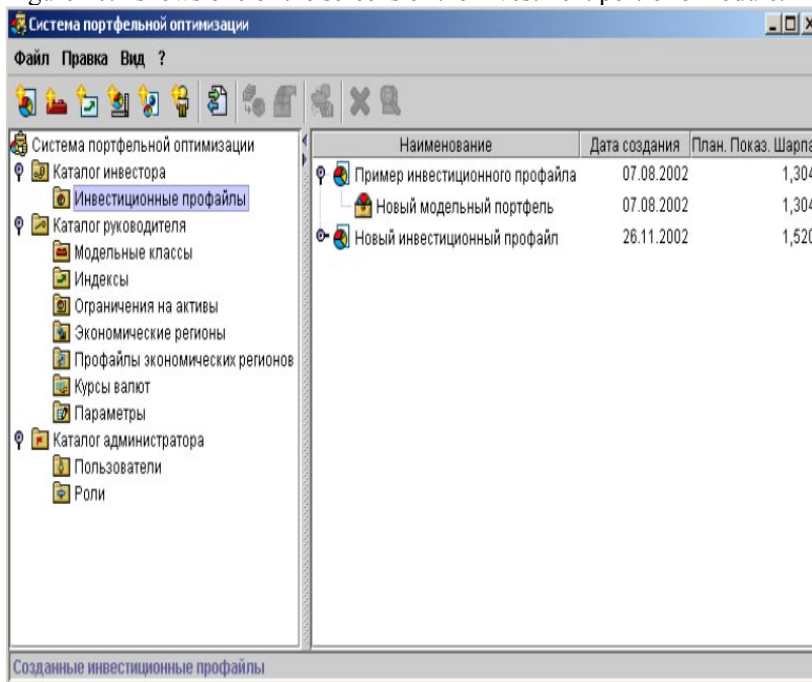 Система портфельной оптимизации
Файл Правка Вид ?
Система портфельной оптимизации
Каталог инвестора
Инвестиционные профайлы
Каталог руководителя
Модельные классы
Индексы
Ограничения на активы
Экономические регионы
Профайлы экономических регионов
Курсы валют
Параметры
Каталог администратора
Пользователи
Роли
Наименование Дата создания План. Показ. Шарпа
Пример инвестиционного профайла 07.08.2002 1,304
Новый модельный портфель 07.08.2002 1,304
Новый инвестиционный профайл 26.11.2002 1,520
Созданные инвестиционные профайлы